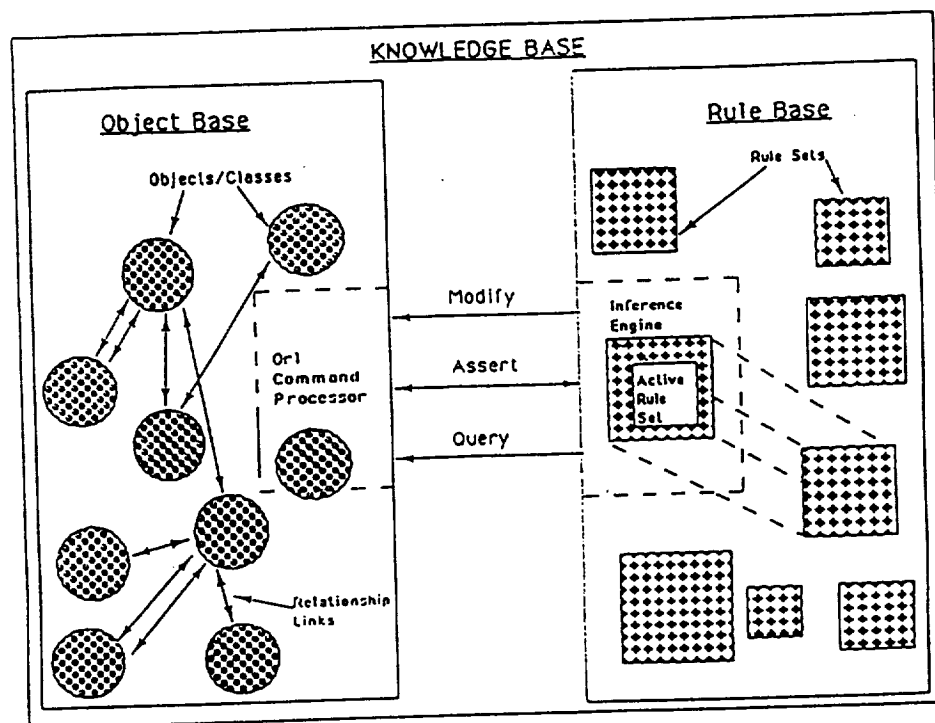 KNOWLEDGE BASE
Object Base
Objects/Classes
Orl
Command
Processor
Relationship
Links
Modify
Assert
Query
Rule Base
Rule Sets
Inference
Engine
Active
Rule
Set